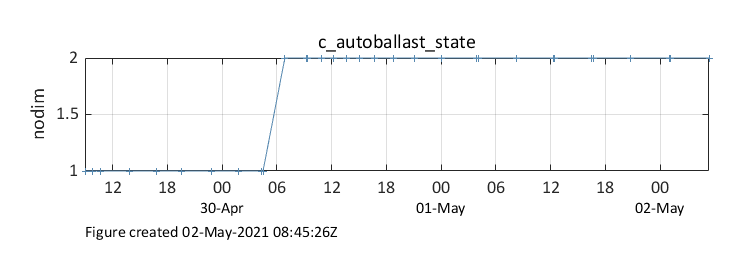 c_autoballast_state
2
1.5
1
nodim
12 18 00 06 12 18 00 06 12 18 00
30-Apr 01-May 02-May
Figure created 02-May-2021 08:45:26Z